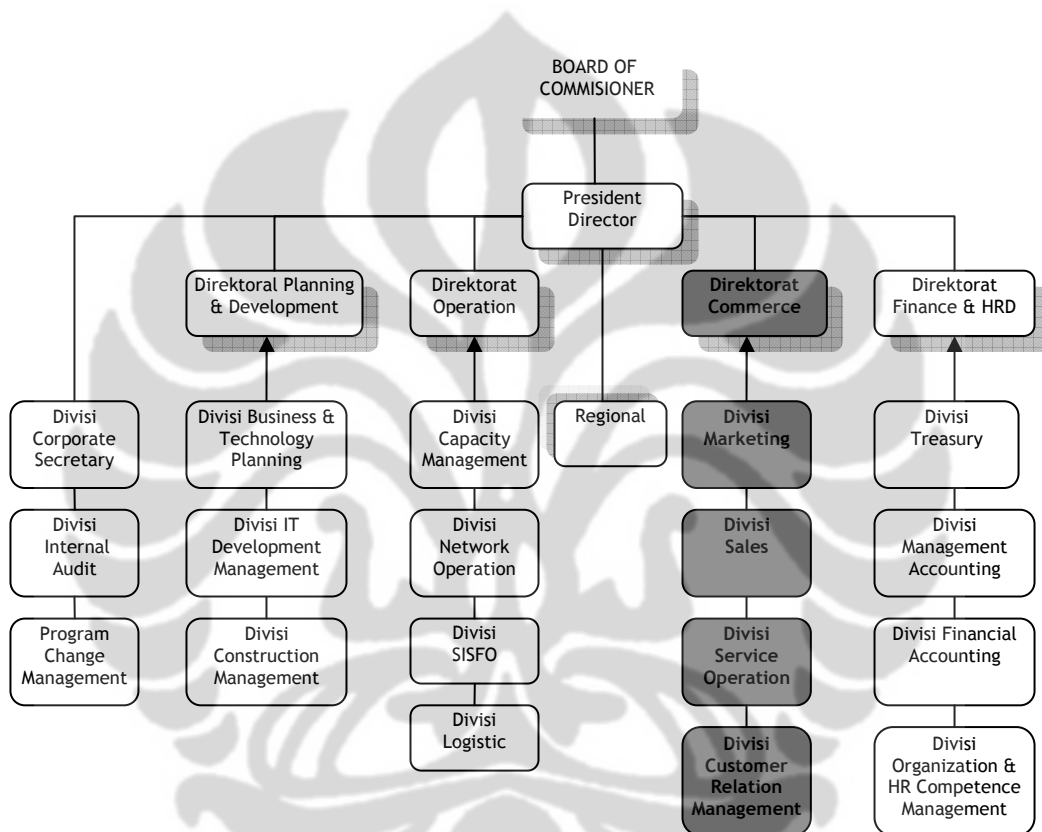 BOARD OF
COMMISIONER
President
Director
Direktoral Planning
& Development
Direktorat
Operation
Direktorat
Commerce
Direktorat
Finance & HRD
Divisi
Corporate
Secretary
Divisi Business &
Technology
Planning
Divisi
Capacity
Management
Regional
Divisi
Marketing
Divisi
Treasury
Divisi
Internal
Audit
Divisi IT
Development
Management
Divisi
Network
Operation
Divisi
Sales
Divisi
Management
Accounting
Program
Change
Management
Divisi
Construction
Management
Divisi
SISFO
Divisi
Service
Operation
Divisi Financial
Accounting
Divisi
Logistic
Divisi
Customer
Relation
Management
Divisi
Organization &
HR Competence
Management